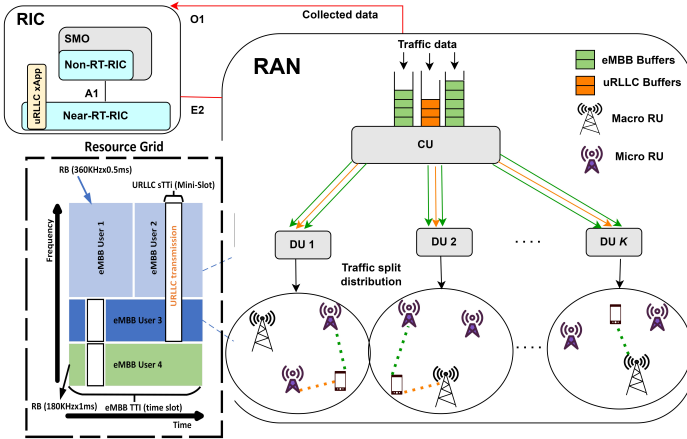 RIC
O1
Collected data
SMO
Non-RT-RIC
uRLLC xApp
A1
Near-RT-RIC
E2
RAN
Traffic data
eMBB Buffers
uRLLC Buffers
Macro RU
Micro RU
CU
DU 1
DU 2
....
DU K
Traffic split
distribution
....
Resource Grid
RB (360KHzx0.5ms)
URLLC sTTi (Mini-Slot)
Frequency
eMBB User 1
eMBB User 2
URLLC transmission
eMBB User 3
eMBB User 4
RB (180KHzx1ms)
eMBB TTI (time slot)
Time